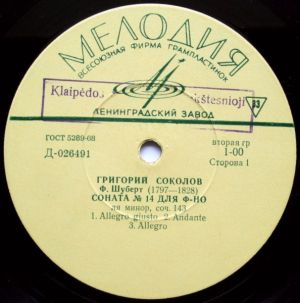 МЕЛОДИЯ
ВСЕСОЮЗНАЯ ФИРМА ГРАМПЛАСТИНОК
Klaipėdos kštesnioji
33
ЛЕНИНГРАДСКИЙ ЗАВОД
ГОСТ 5289-68
Д-026491
вторая гр
1-00
Сторона 1
ГРИГОРИЙ СОКОЛОВ
Ф. Шуберт (1797—1828)
СОНАТА № 14 ДЛЯ Ф-НО
ля минор, соч. 143
1. Allegro giusto 2. Andante
3. Allegro